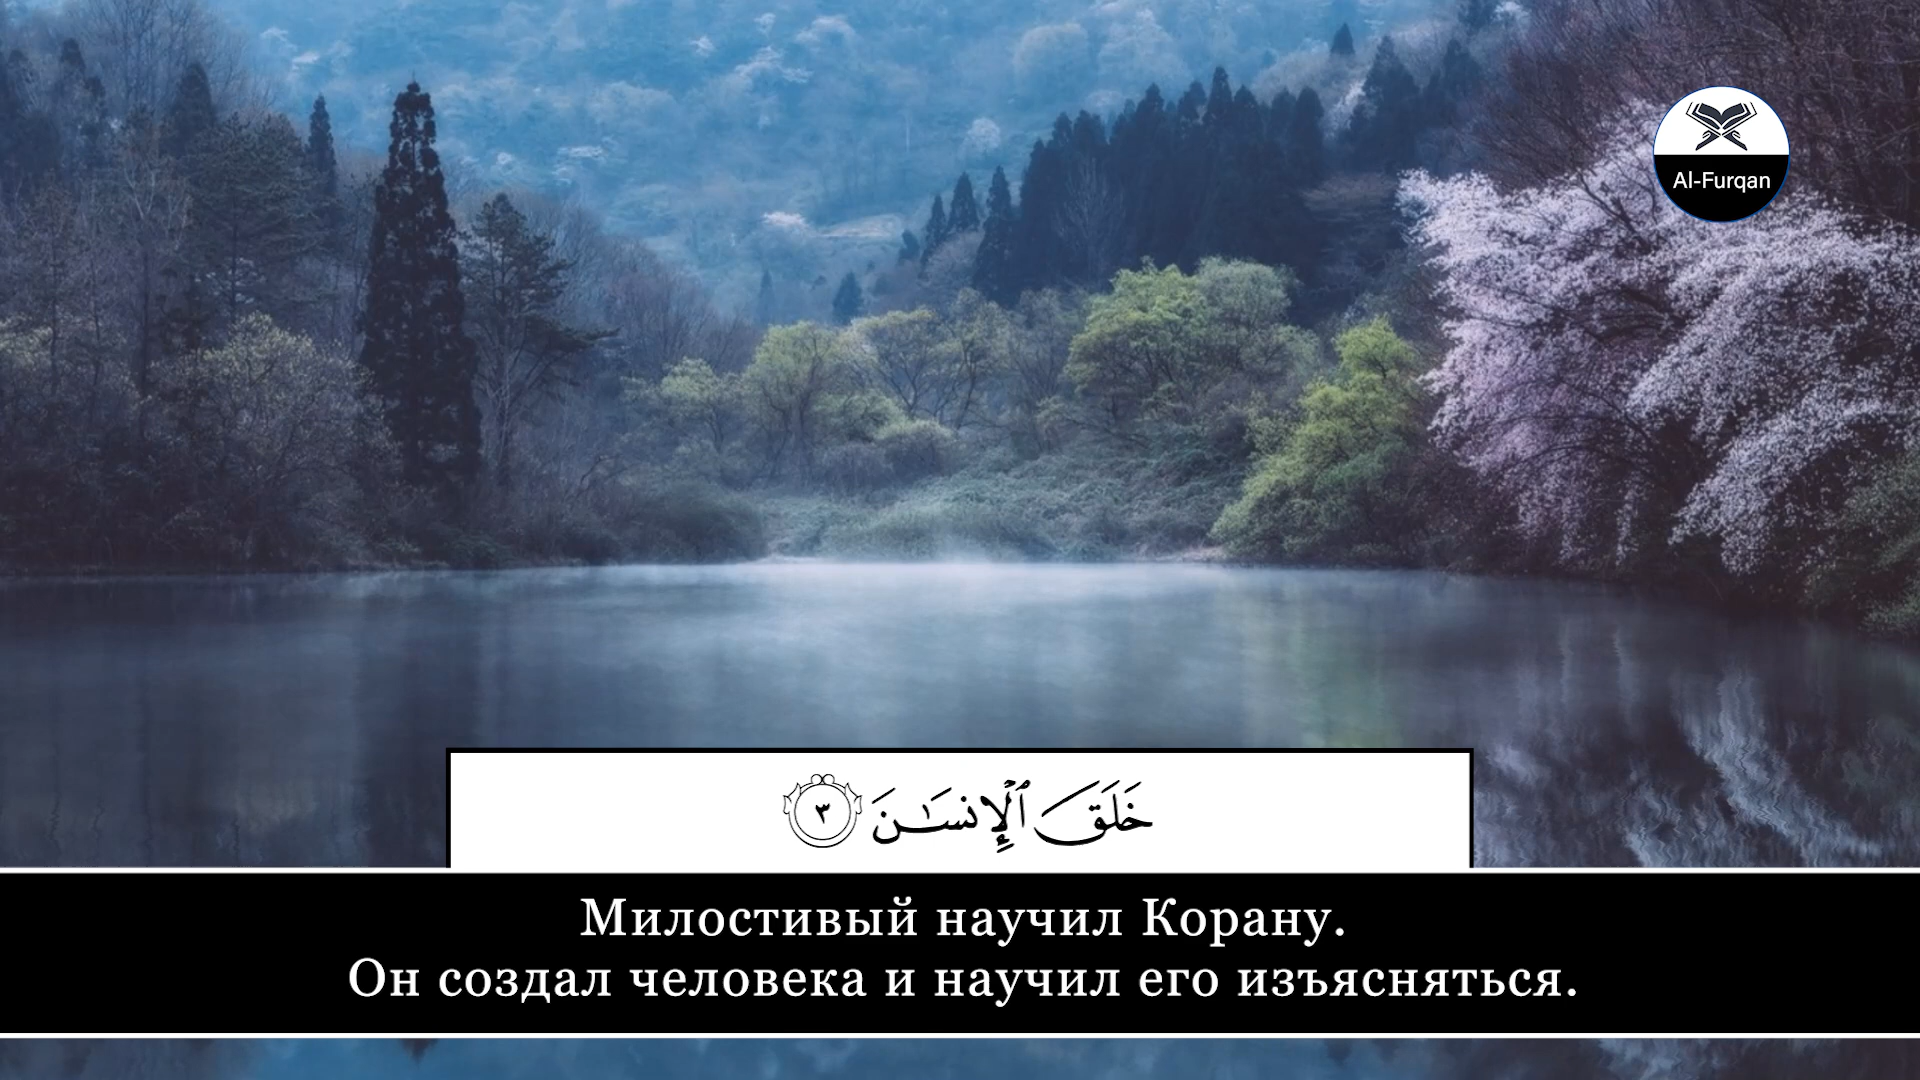 Al-Furqan
خَلَقَ ٱلْإِنسَـٰنَ ٣
Милостивый научил Корану.
Он создал человека и научил его изъясняться.